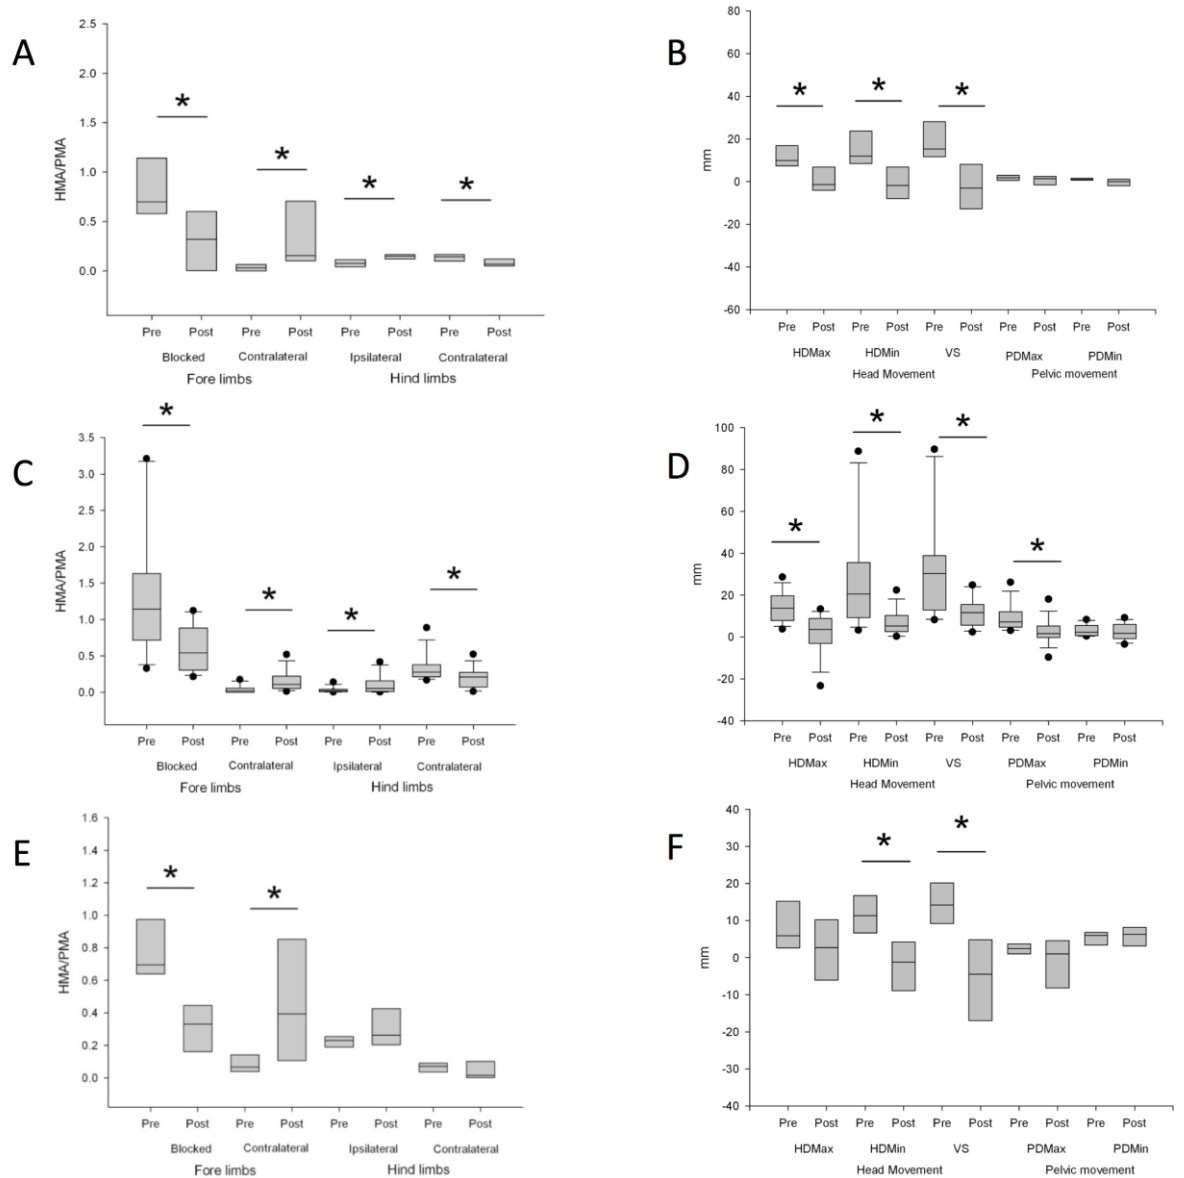 A
HMA/PMA
2.5
2.0
1.5
1.0
0.5
0.0
*
*
*
*
Pre Post Pre Post Pre Post Pre Post
Blocked Contralateral Ipsilateral Contralateral
Fore limbs Hind limbs
B
mm
80
60
40
20
0
-20
-40
-60
*
*
*
Pre Post Pre Post Pre Post Pre Post Pre Post
HDMax HDMin VS PDMax PDMin
Head Movement Pelvic movement
C
HMA/PMA
3.5
3.0
2.5
2.0
1.5
1.0
0.5
0.0
*
*
*
*
Pre Post Pre Post Pre Post Pre Post
Blocked Contralateral Ipsilateral Contralateral
Fore limbs Hind limbs
D
mm
100
80
60
40
20
0
-20
-40
*
*
*
*
Pre Post Pre Post Pre Post Pre Post Pre Post
HDMax HDMin VS PDMax PDMin
Head Movement Pelvic movement
E
HMA/PMA
1.6
1.4
1.2
1.0
0.8
0.6
0.4
0.2
0.0
*
*
Pre Post Pre Post Pre Post Pre Post
Blocked Contralateral Ipsilateral Contralateral
Fore limbs Hind limbs
F
mm
40
30
20
10
0
-10
-20
-30
-40
*
*
Pre Post Pre Post Pre Post Pre Post Pre Post
HDMax HDMin VS PDMax PDMin
Head Movement Pelvic movement